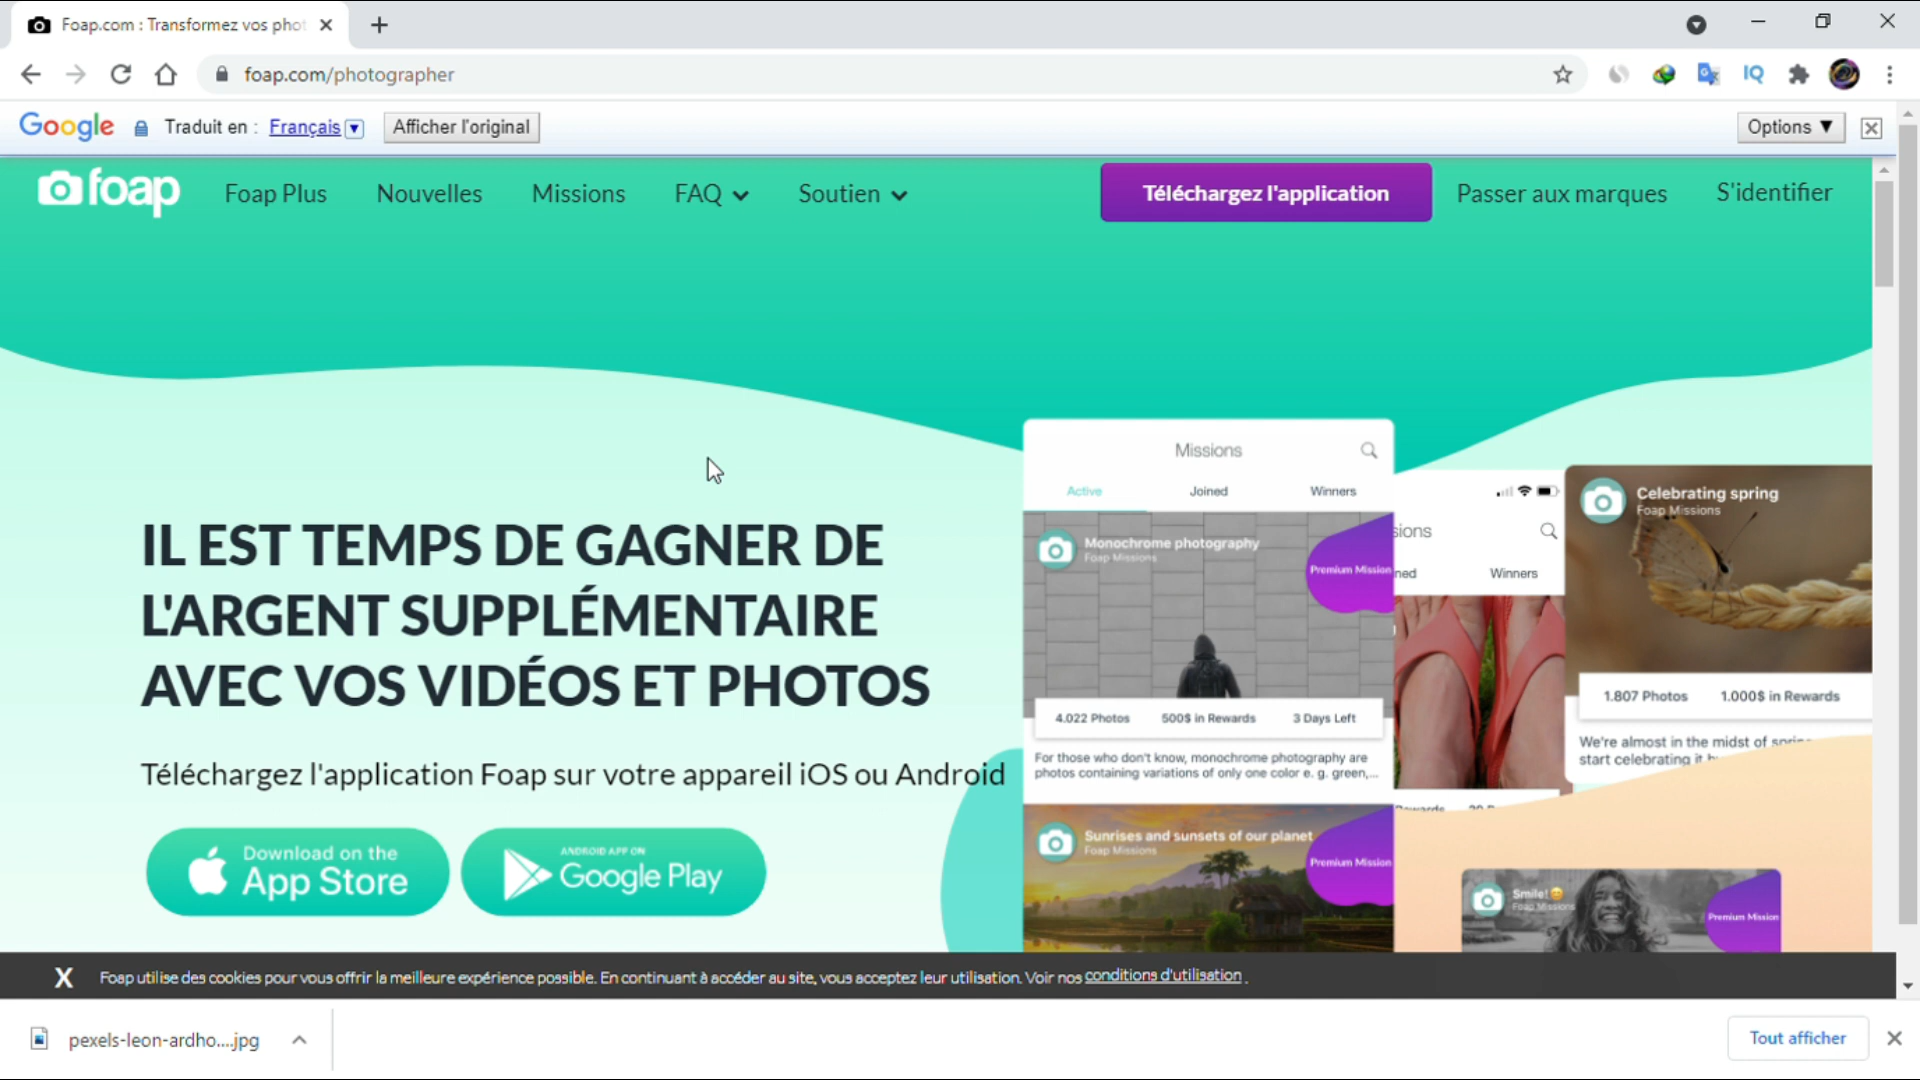 Foap.com : Transformez vos phot
foap.com/photographer
IQ
Google Traduit en : Français Afficher l'original Options ▼
foap Foap Plus Nouvelles Missions FAQ Soutien Téléchargez l'application Passer aux marques S'identifier
IL EST TEMPS DE GAGNER DE
L'ARGENT SUPPLÉMENTAIRE
AVEC VOS VIDÉOS ET PHOTOS
Téléchargez l'application Foap sur votre appareil iOS ou Android
Download on the
App Store
ANDROID APP ON
Google Play
Missions
Active Joined Winners
Monochrome photography
Foap Missions
Premium Mission
4.022 Photos 500$ in Rewards 3 Days Left
For those who don't know, monochrome photography are
photos containing variations of only one color e. g. green,...
Sunrises and sunsets of our planet
Foap Missions
Premium Mission
sions
ned Winners
Celebrating spring
Foap Missions
1.807 Photos 1.000$ in Rewards
We're almost in the midst of
start celebrating it
Smile!
Foap Missions
Premium Mission
X Foap utilise des cookies pour vous offrir la meilleure expérience possible. En continuant à accéder au site, vous acceptez leur utilisation. Voir nos conditions d'utilisation .
pexels-leon-ardho....jpg
Tout afficher